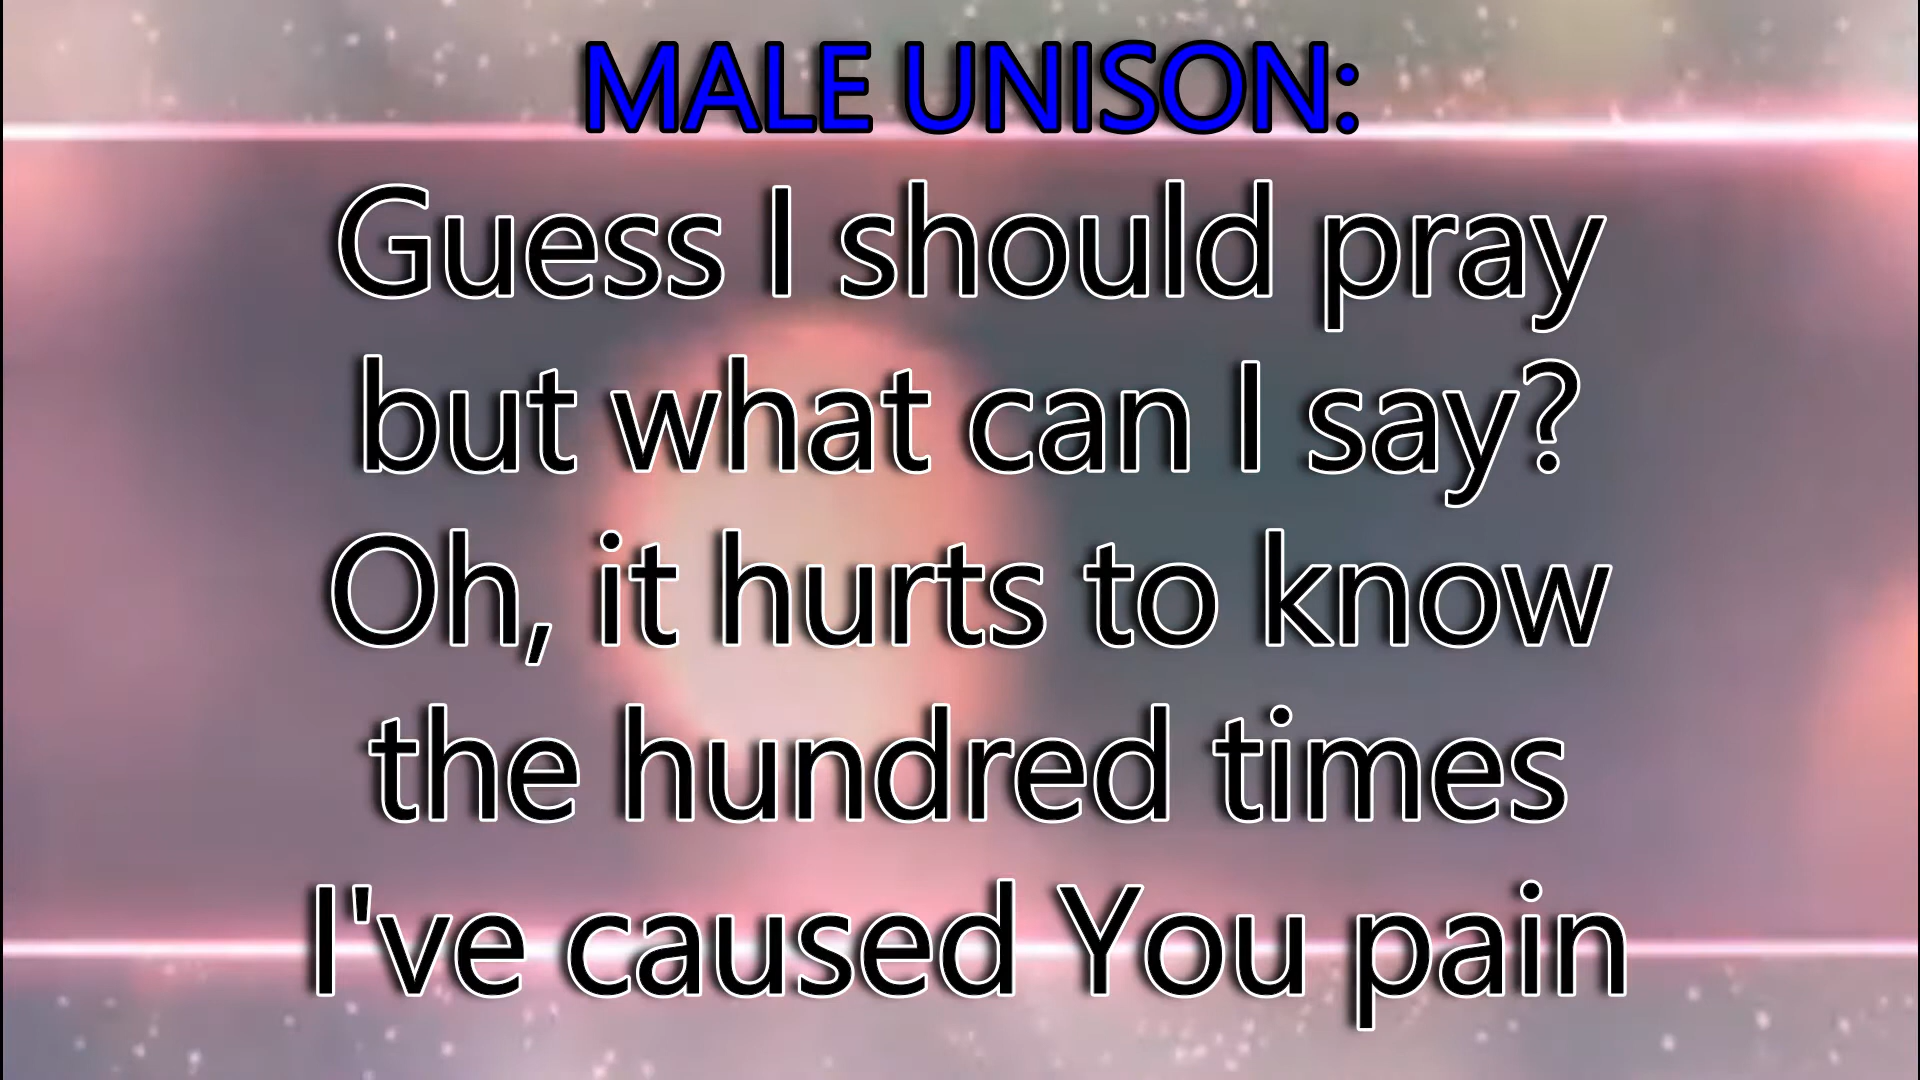 MALE UNISON:
Guess I should pray
but what can I say?
Oh, it hurts to know
the hundred times
I've caused You pain